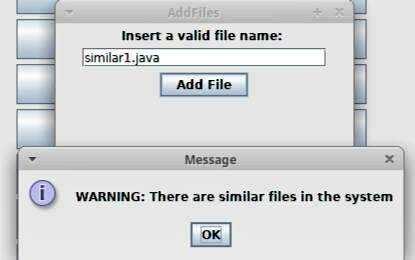 AddFiles
Insert a valid file name:
similar1.java
Add File
Message
WARNING: There are similar files in the system
OK